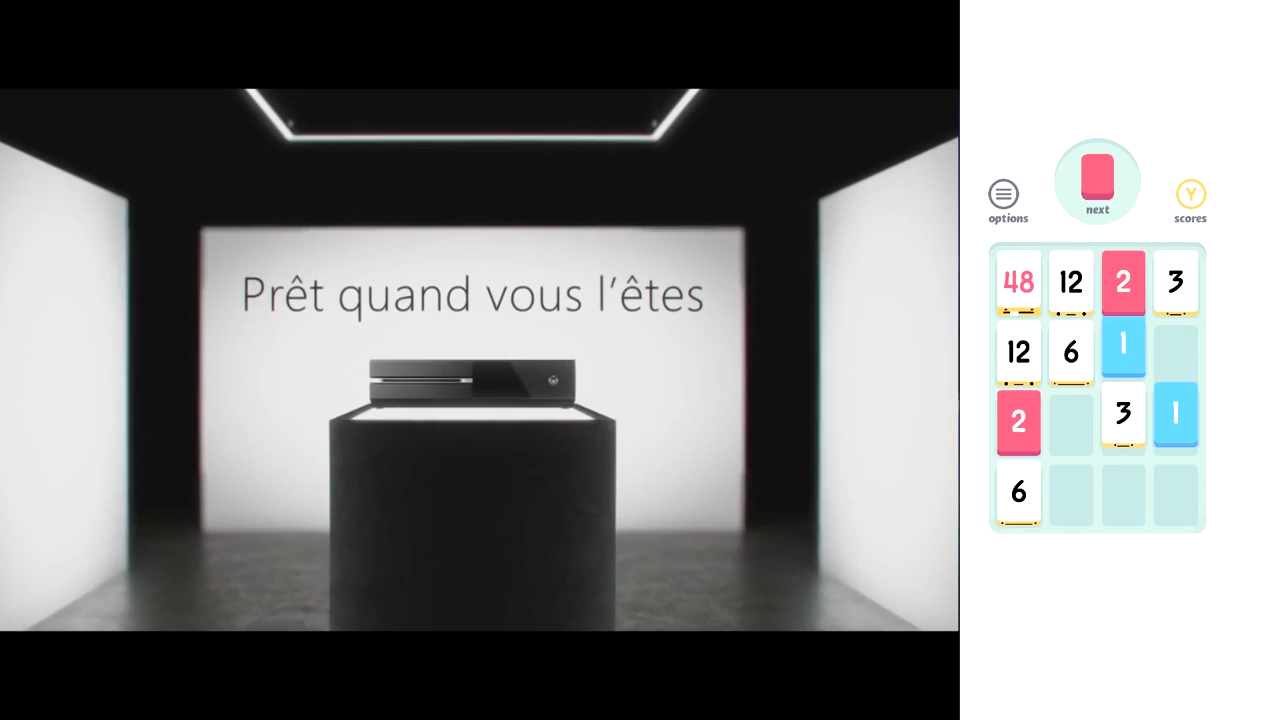 Prêt quand vous l'êtes
next
options
Y
scores
48 12 2 3
12 6 1
2 3 1
6